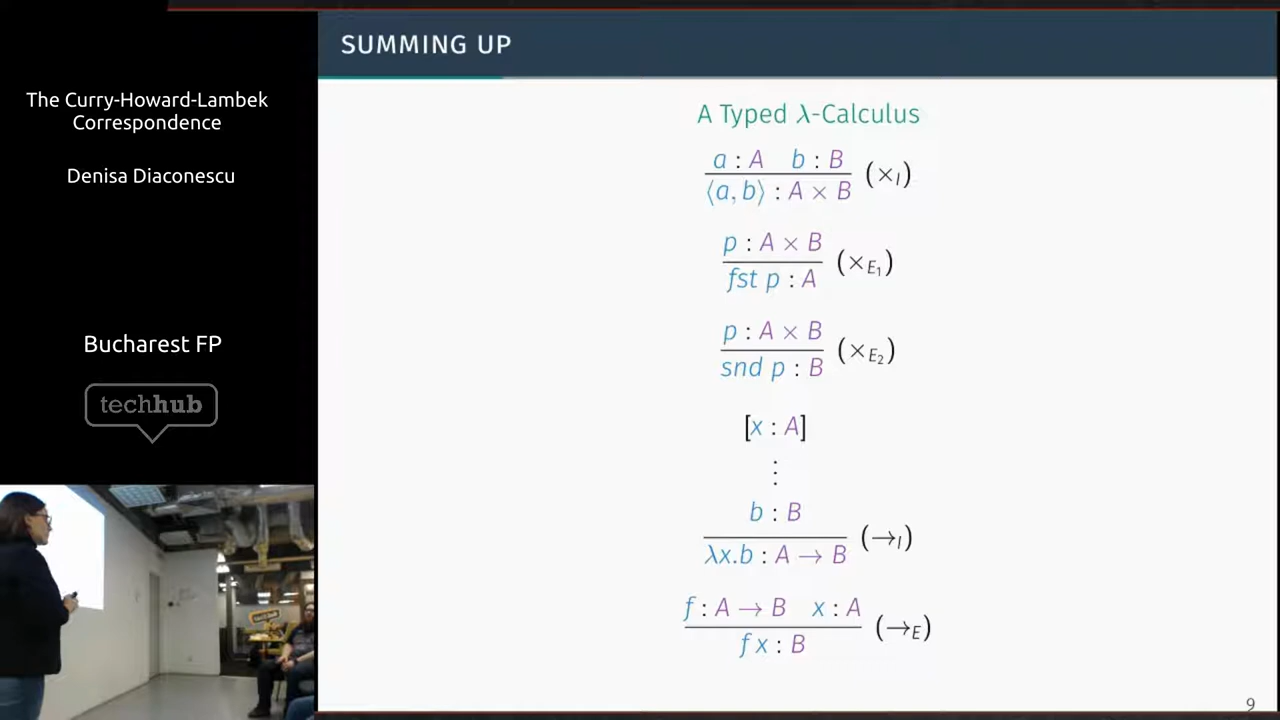 The Curry-Howard-Lambek
Correspondence
Denisa Diaconescu
Bucharest FP
techhub
SUMMING UP
A Typed λ-Calculus
a : A b : B
⟨a, b⟩ : A × B (×I)
p : A × B
fst p : A (×E₁)
p : A × B
snd p : B (×E₂)
[x : A]
⋮
b : B
λx.b : A → B (→I)
f : A → B x : A
f x : B (→E)
9